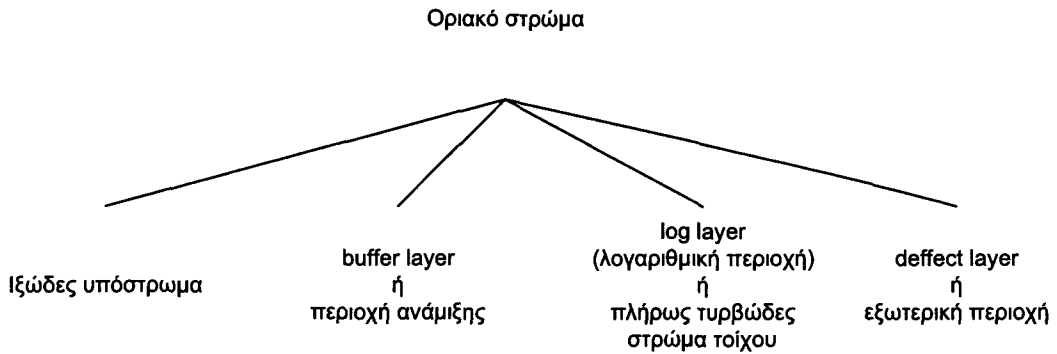 Οριακό στρώμα
Ιξώδες υπόστρωμα
buffer layer
ή
περιοχή ανάμιξης
log layer
(λογαριθμική περιοχή)
ή
πλήρως τυρβώδες
στρώμα τοίχου
deffect layer
ή
εξωτερική περιοχή